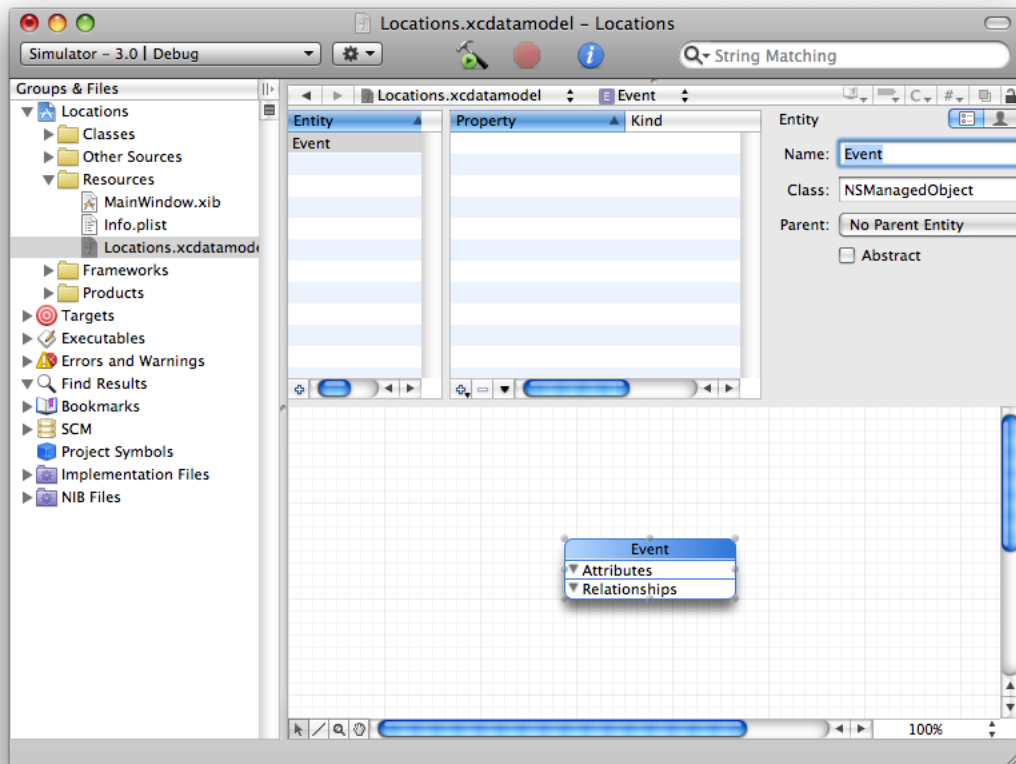 Locations.xcdatamodel – Locations
Simulator – 3.0 | Debug
String Matching
Groups & Files
Locations
Classes
Other Sources
Resources
MainWindow.xib
Info.plist
Locations.xcdatamode
Frameworks
Products
Targets
Executables
Errors and Warnings
Find Results
Bookmarks
SCM
Project Symbols
Implementation Files
NIB Files
Locations.xcdatamodel
E Event
C
#
Entity
Event
Property
Kind
Entity
Name: Event
Class: NSManagedObject
Parent: No Parent Entity
Abstract
Event
Attributes
Relationships
100%